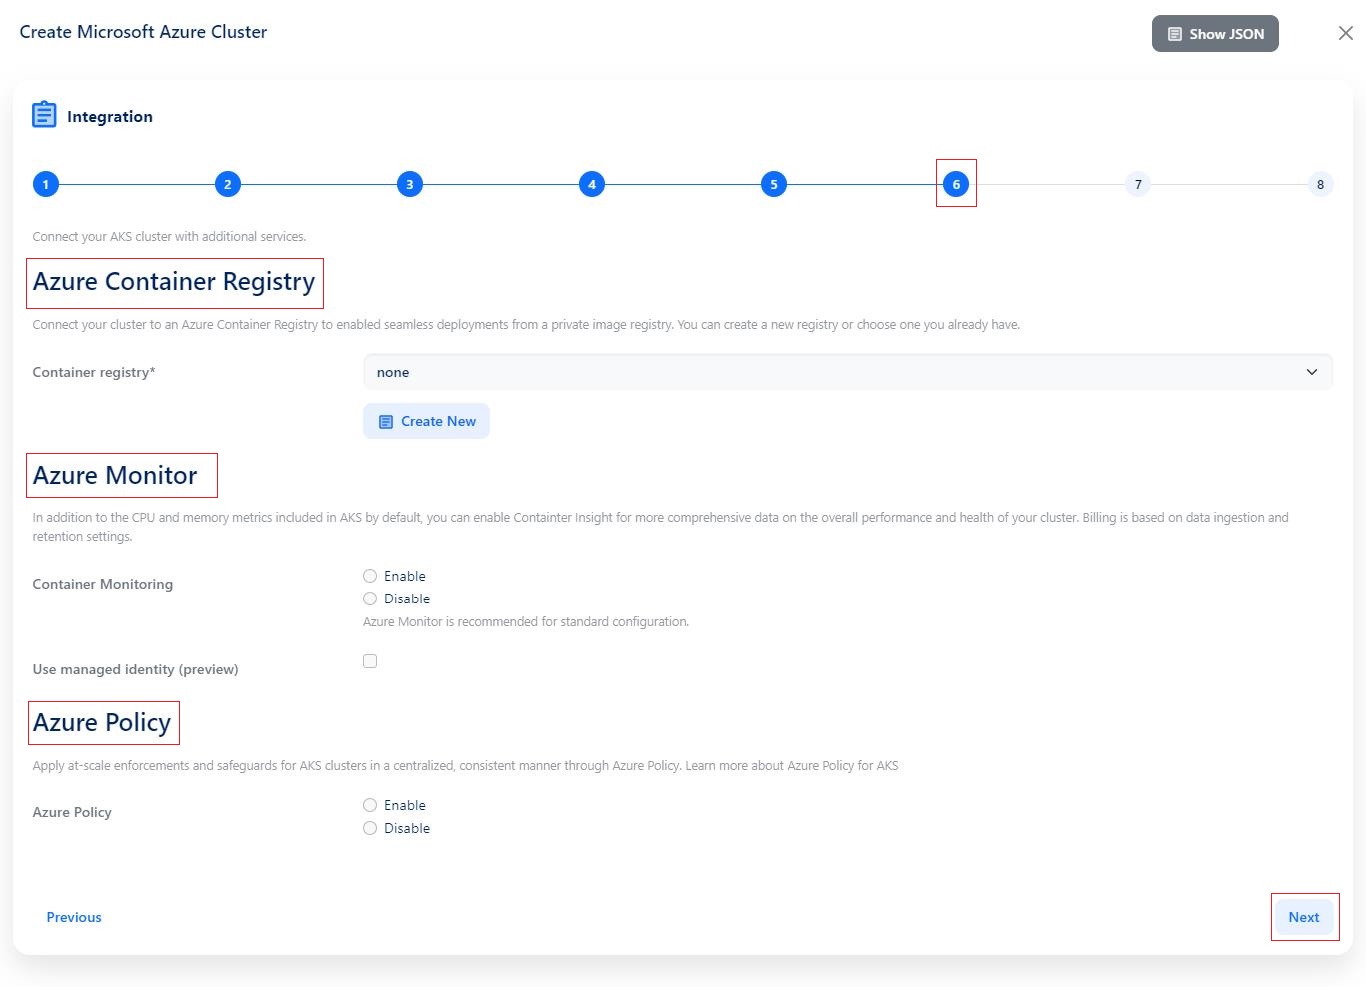 Create Microsoft Azure Cluster
Show JSON
Integration
1 2 3 4 5 6 7 8
Connect your AKS cluster with additional services.
Azure Container Registry
Connect your cluster to an Azure Container Registry to enabled seamless deployments from a private image registry. You can create a new registry or choose one you already have.
Container registry*
none
Create New
Azure Monitor
In addition to the CPU and memory metrics included in AKS by default, you can enable Containter Insight for more comprehensive data on the overall performance and health of your cluster. Billing is based on data ingestion and
retention settings.
Container Monitoring
Enable
Disable
Azure Monitor is recommended for standard configuration.
Use managed identity (preview)
Azure Policy
Apply at-scale enforcements and safeguards for AKS clusters in a centralized, consistent manner through Azure Policy. Learn more about Azure Policy for AKS
Azure Policy
Enable
Disable
Previous
Next